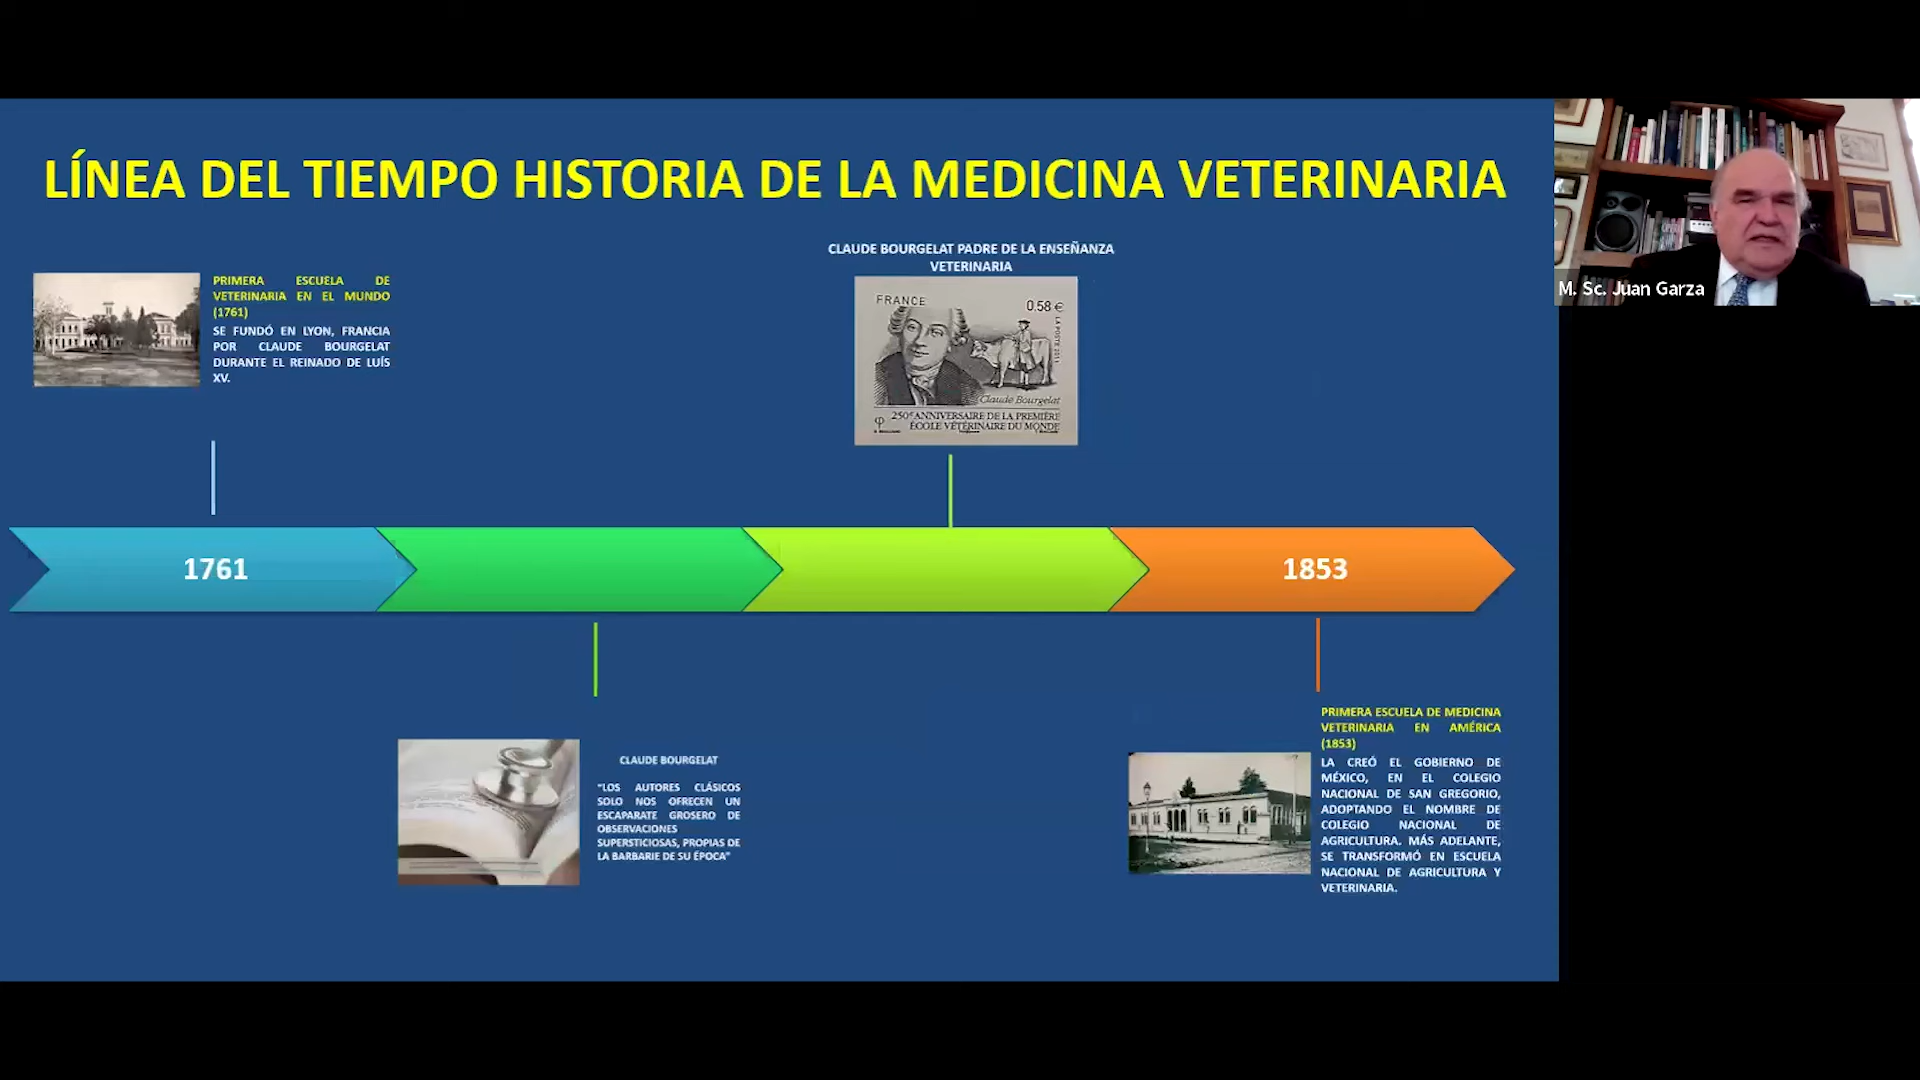 LÍNEA DEL TIEMPO HISTORIA DE LA MEDICINA VETERINARIA
PRIMERA ESCUELA DE
VETERINARIA EN EL MUNDO
(1761)
SE FUNDÓ EN LYON, FRANCIA
POR CLAUDE BOURGELAT
DURANTE EL REINADO DE LUÍS
XV.
CLAUDE BOURGELAT PADRE DE LA ENSEÑANZA
VETERINARIA
FRANCE
0.58 €
LA POSTE 2011
Claude Bourgelat
250e ANNIVERSAIRE DE LA PREMIÈRE
ÉCOLE VÉTÉRINAIRE DU MONDE
M. Sc. Juan Garza
1761
1853
CLAUDE BOURGELAT
"LOS AUTORES CLÁSICOS
SOLO NOS OFRECEN UN
ESCAPARATE GROSERO DE
OBSERVACIONES
SUPERSTICIOSAS, PROPIAS DE
LA BARBARIE DE SU ÉPOCA"
PRIMERA ESCUELA DE MEDICINA
VETERINARIA EN AMÉRICA
(1853)
LA CREÓ EL GOBIERNO DE
MÉXICO, EN EL COLEGIO
NACIONAL DE SAN GREGORIO,
ADOPTANDO EL NOMBRE DE
COLEGIO NACIONAL DE
AGRICULTURA. MÁS ADELANTE,
SE TRANSFORMÓ EN ESCUELA
NACIONAL DE AGRICULTURA Y
VETERINARIA.